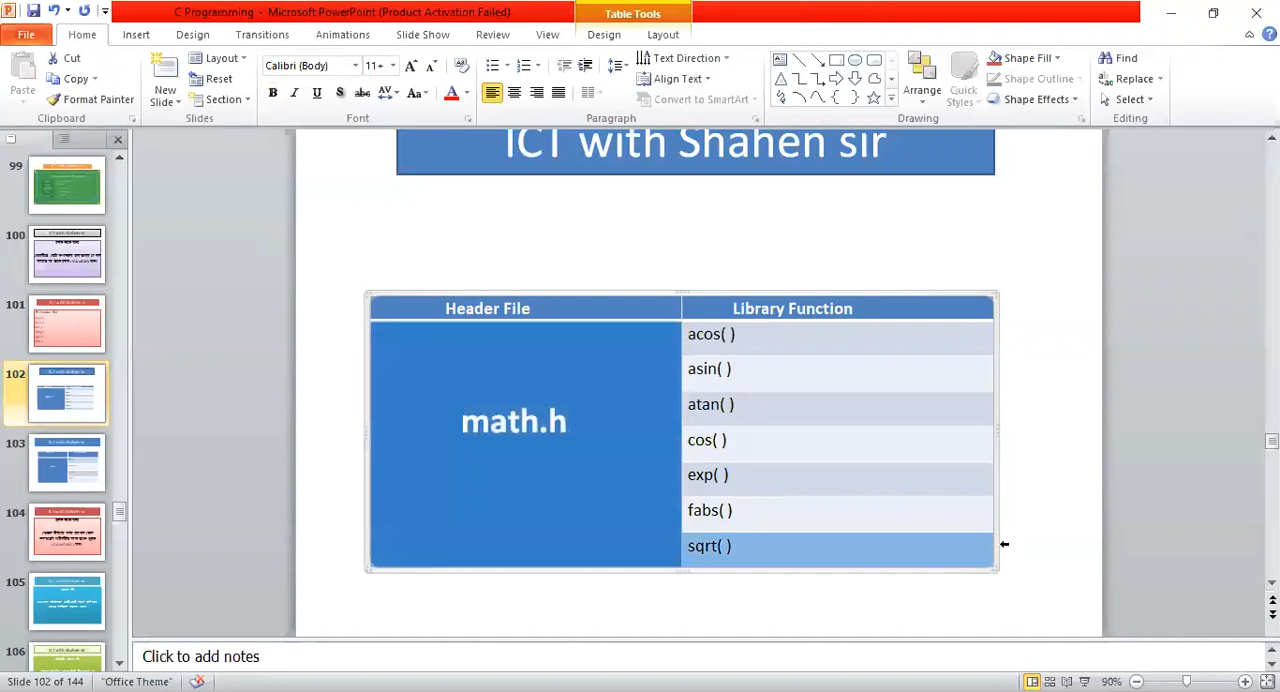 C Programming - Microsoft PowerPoint (Product Activation Failed)
Table Tools
File Home Insert Design Transitions Animations Slide Show Review View Design Layout
Paste
Cut
Copy
Format Painter
Clipboard
New Slide
Layout
Reset
Section
Slides
Calibri (Body) 11+
Font
Text Direction
Align Text
Convert to SmartArt
Paragraph
Arrange
Quick Styles
Shape Fill
Shape Outline
Shape Effects
Drawing
Find
Replace
Select
Editing
99
100
101
102
103
104
105
106
ICT with Shahen sir
Header File Library Function
math.h
acos( )
asin( )
atan( )
cos( )
exp( )
fabs( )
sqrt( )
Click to add notes
Slide 102 of 144 "Office Theme" 90%